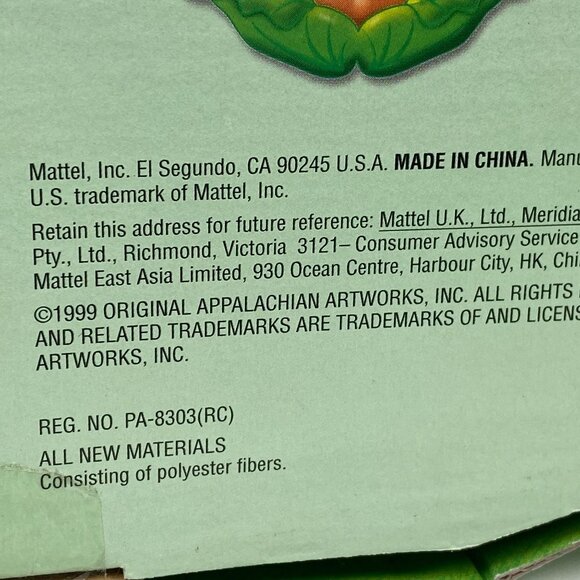 Mattel, Inc. El Segundo, CA 90245 U.S.A. MADE IN CHINA.
U.S. trademark of Mattel, Inc.
Retain this address for future reference: Mattel U.K., Ltd.,
Pty., Ltd., Richmond, Victoria 3121– Consumer Advisory Service
Mattel East Asia Limited, 930 Ocean Centre, Harbour City, HK,
©1999 ORIGINAL APPALACHIAN ARTWORKS, INC. ALL RIGHTS
AND RELATED TRADEMARKS ARE TRADEMARKS OF AND
ARTWORKS, INC.
REG. NO. PA-8303(RC)
ALL NEW MATERIALS
Consisting of polyester fibers.